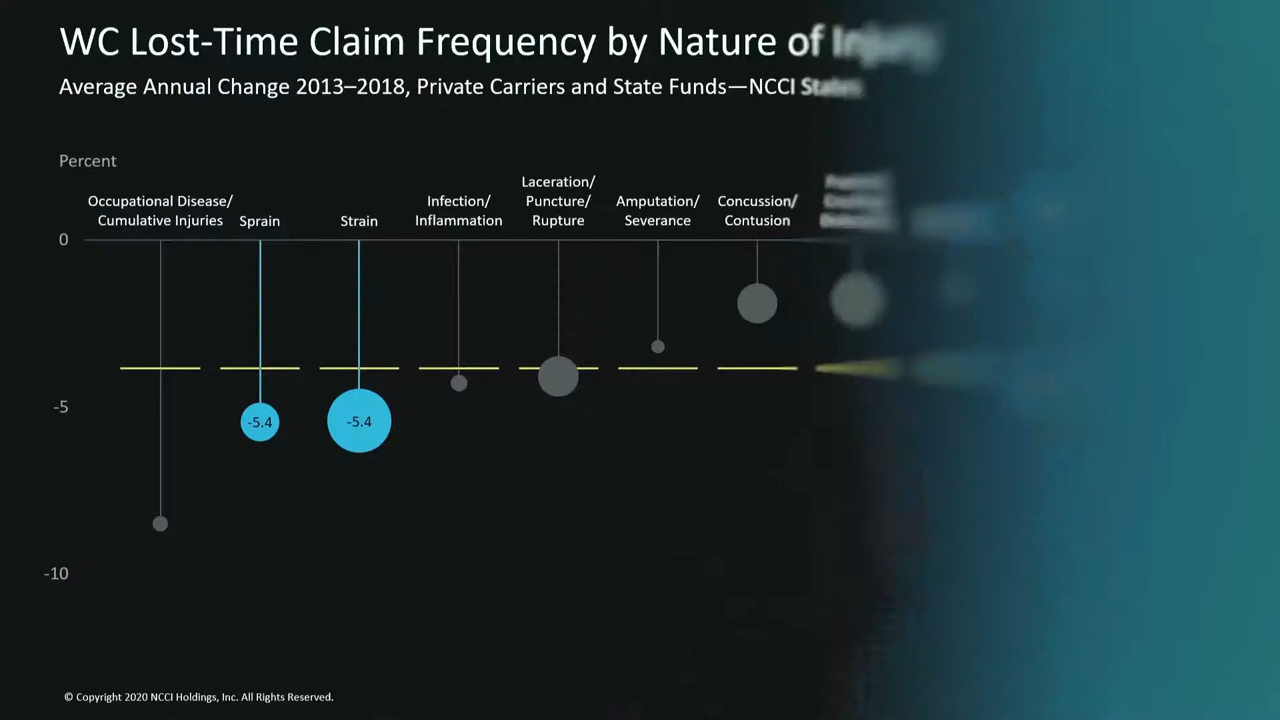 WC Lost-Time Claim Frequency by Nature of Injury
Average Annual Change 2013–2018, Private Carriers and State Funds—NCCI States
Percent
Occupational Disease/
Cumulative Injuries
Sprain
Strain
Infection/
Inflammation
Laceration/
Puncture/
Rupture
Amputation/
Severance
Concussion/
Contusion
0
-5
-10
-5.4
-5.4
© Copyright 2020 NCCI Holdings, Inc. All Rights Reserved.